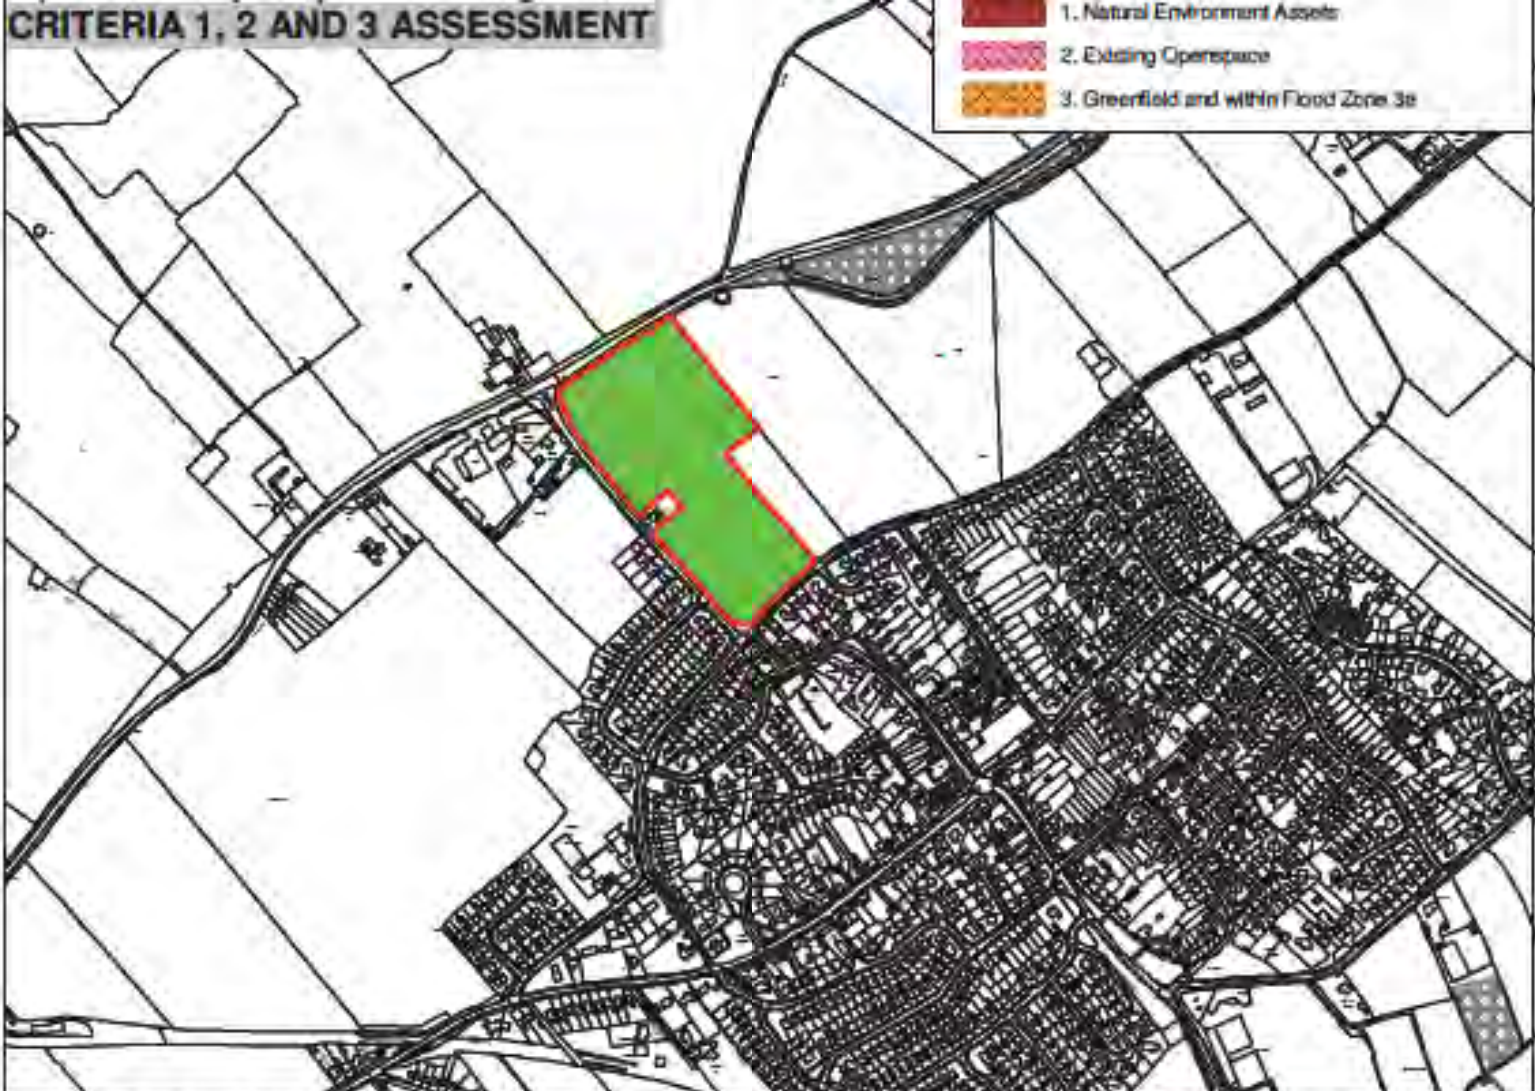 CRITERIA 1, 2 AND 3 ASSESSMENT
1. Natural Environment Assets
2. Existing Openspace
3. Greenfield and within Flood Zone 3a